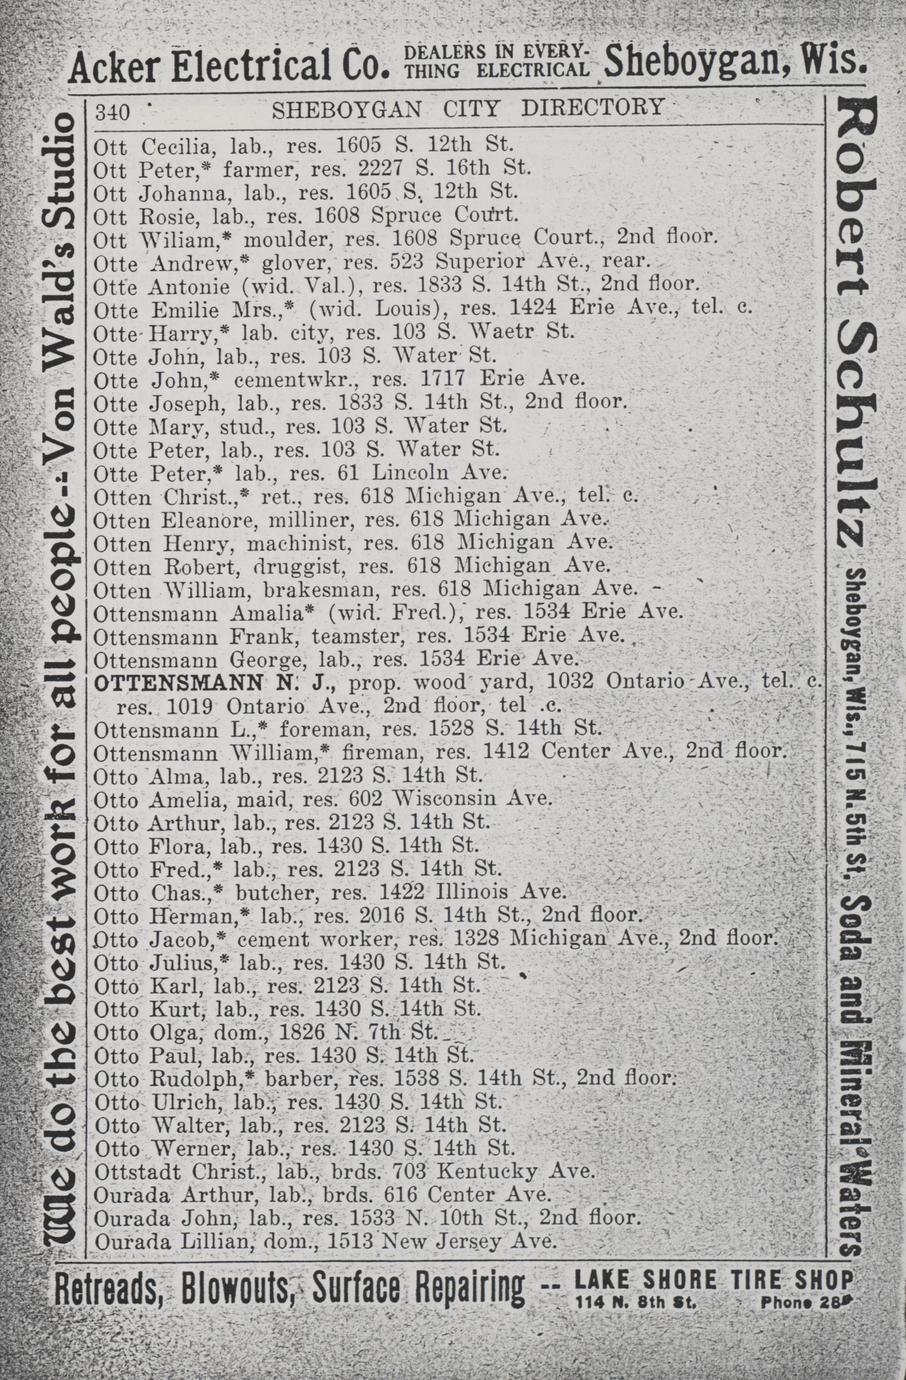 Acker Electrical Co. DEALERS IN EVERY-
THING ELECTRICAL Sheboygan, Wis.
340 SHEBOYGAN CITY DIRECTORY
Ott Cecilia, lab., res. 1605 S. 12th St.
Ott Peter,* farmer, res. 2227 S. 16th St.
Ott Johanna, lab., res. 1605 S. 12th St.
Ott Rosie, lab., res. 1608 Spruce Court.
Ott Wiliam,* moulder, res. 1608 Spruce Court., 2nd floor.
Otte Andrew,* glover, res. 523 Superior Ave., rear.
Otte Antonie (wid. Val.), res. 1833 S. 14th St., 2nd floor.
Otte Emilie Mrs.,* (wid. Louis), res. 1424 Erie Ave., tel. c.
Otte Harry,* lab. city, res. 103 S. Waetr St.
Otte John, lab., res. 103 S. Water St.
Otte John,* cementwkr., res. 1717 Erie Ave.
Otte Joseph, lab., res. 1833 S. 14th St., 2nd floor.
Otte Mary, stud., res. 103 S. Water St.
Otte Peter, lab., res. 103 S. Water St.
Otte Peter,* lab., res. 61 Lincoln Ave.
Otten Christ.,* ret., res. 618 Michigan Ave., tel. c.
Otten Eleanore, milliner, res. 618 Michigan Ave.
Otten Henry, machinist, res. 618 Michigan Ave.
Otten Robert, druggist, res. 618 Michigan Ave.
Otten William, brakesman, res. 618 Michigan Ave.
Ottensmann Amalia* (wid. Fred.), res. 1534 Erie Ave.
Ottensmann Frank, teamster, res. 1534 Erie Ave.
Ottensmann George, lab., res. 1534 Erie Ave.
OTTENSMANN N. J., prop. wood yard, 1032 Ontario Ave., tel. c.
res. 1019 Ontario Ave., 2nd floor, tel .c.
Ottensmann L.,* foreman, res. 1528 S. 14th St.
Ottensmann William,* fireman, res. 1412 Center Ave., 2nd floor.
Otto Alma, lab., res. 2123 S. 14th St.
Otto Amelia, maid, res. 602 Wisconsin Ave.
Otto Arthur, lab., res. 2123 S. 14th St.
Otto Flora, lab., res. 1430 S. 14th St.
Otto Fred.,* lab., res. 2123 S. 14th St.
Otto Chas.,* butcher, res. 1422 Illinois Ave.
Otto Herman,* lab., res. 2016 S. 14th St., 2nd floor.
Otto Jacob,* cement worker, res. 1328 Michigan Ave., 2nd floor.
Otto Julius,* lab., res. 1430 S. 14th St.
Otto Karl, lab., res. 2123 S. 14th St.
Otto Kurt, lab., res. 1430 S. 14th St.
Otto Olga, dom., 1826 N. 7th St.
Otto Paul, lab., res. 1430 S. 14th St.
Otto Rudolph,* barber, res. 1538 S. 14th St., 2nd floor.
Otto Ulrich, lab., res. 1430 S. 14th St.
Otto Walter, lab., res. 2123 S. 14th St.
Otto Werner, lab., res. 1430 S. 14th St.
Ottstadt Christ., lab., brds. 703 Kentucky Ave.
Ourada Arthur, lab., brds. 616 Center Ave.
Ourada John, lab., res. 1533 N. 10th St., 2nd floor.
Ourada Lillian, dom., 1513 New Jersey Ave.
We do the best work for all people -- Von Wald's Studio
Robert Schultz Sheboygan, Wis., 715 N. 5th St, Soda and Mineral Waters
Retreads, Blowouts, Surface Repairing -- LAKE SHORE TIRE SHOP
114 N. 8th St. Phone